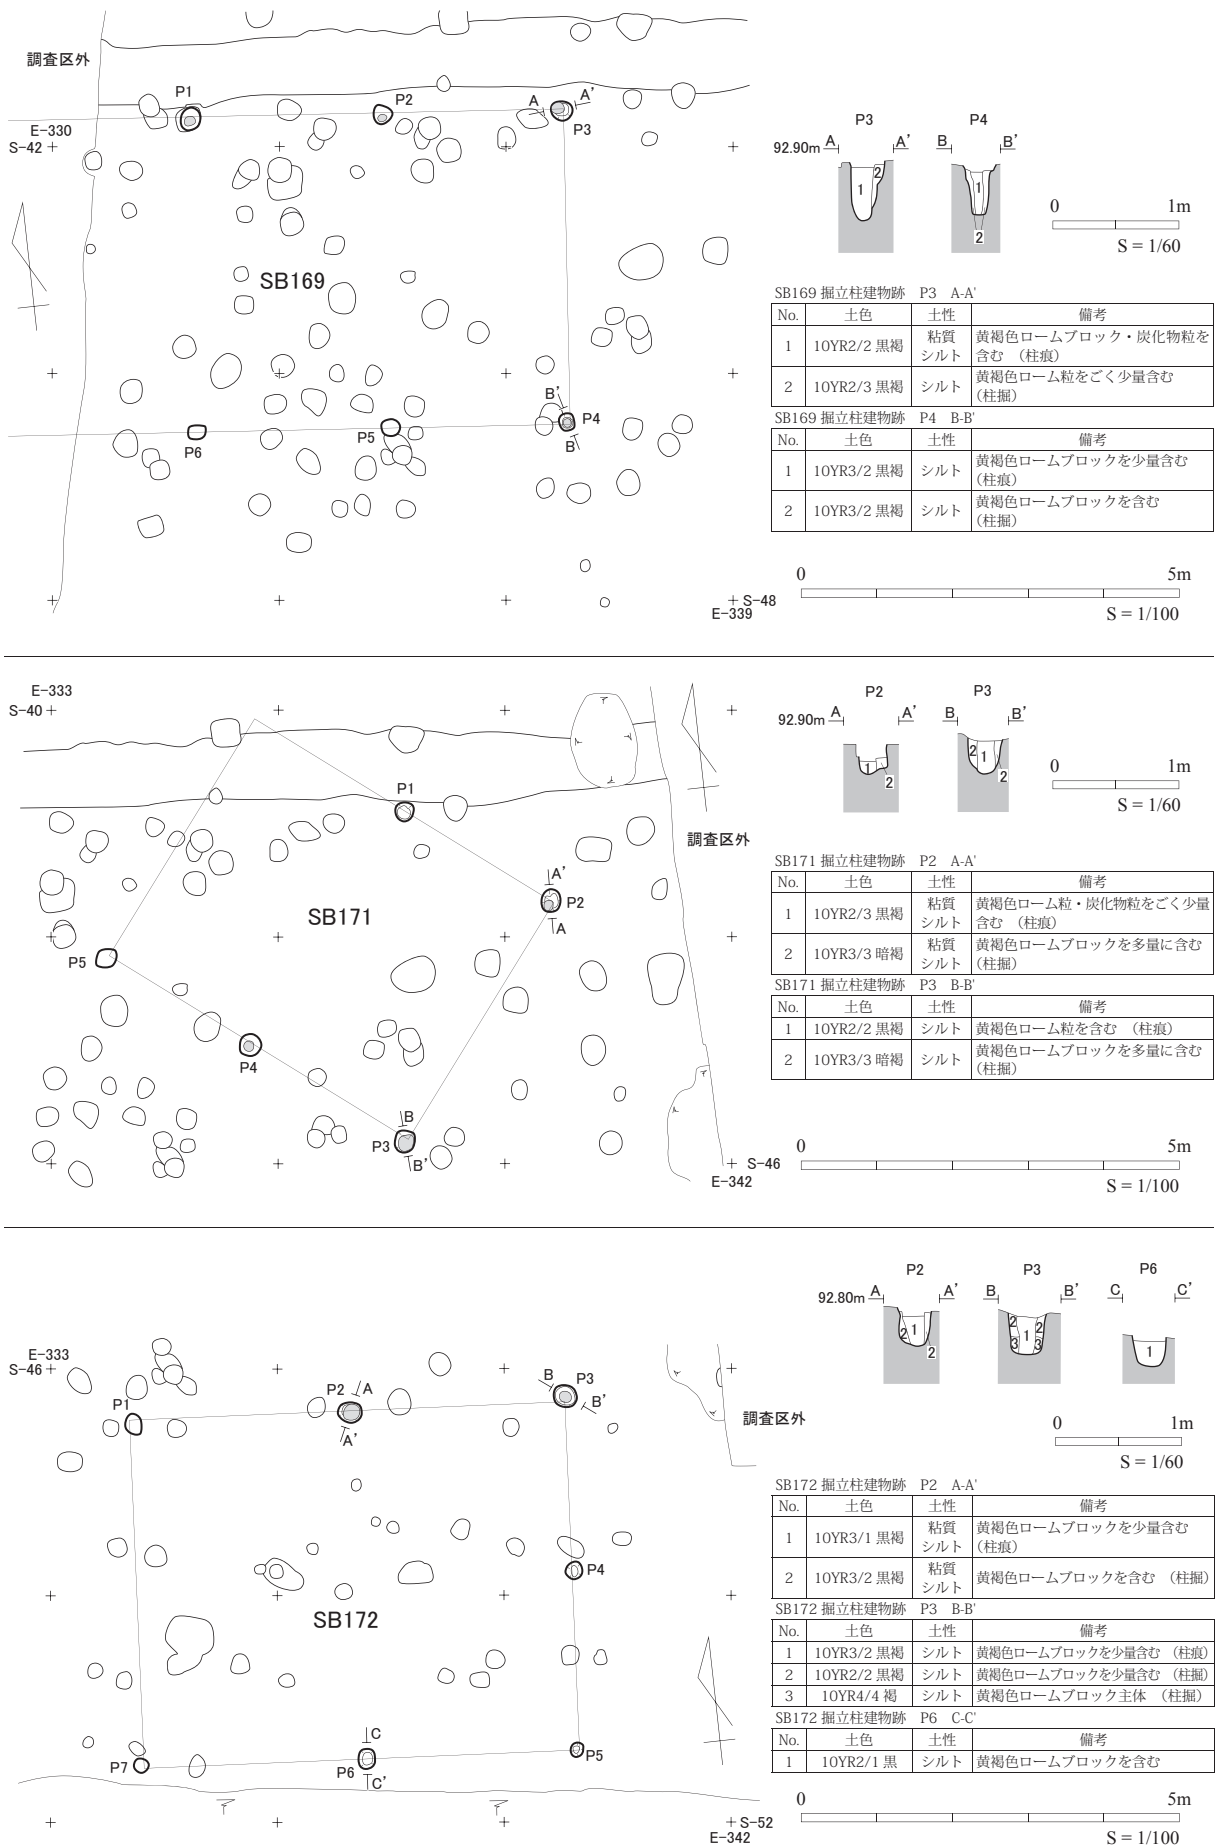 調査区外
P1
P2
A A'
P3
E-330
S-42
SB169
B'
P4
P5
B
P6
S-48
E-339
P3 P4
92.90m A A' B B'
2
1 1
2
0 1m
S = 1/60
SB169 掘立柱建物跡 P3 A-A'
No. 土色 土性 備考
1 10YR2/2 黒褐 粘質シルト 黄褐色ロームブロック・炭化物粒を
含む （柱痕）
2 10YR2/3 黒褐 シルト 黄褐色ローム粒をごく少量含む
（柱掘）
SB169 掘立柱建物跡 P4 B-B'
No. 土色 土性 備考
1 10YR3/2 黒褐 シルト 黄褐色ロームブロックを少量含む
（柱痕）
2 10YR3/2 黒褐 シルト 黄褐色ロームブロックを含む
（柱掘）
0 5m
S = 1/100
E-333
S-40
P1
調査区外
A'
P2
A
SB171
P5
P4
B
P3
B'
S-46
E-342
P2 P3
92.90m A A' B B'
1 2
2 1 2
0 1m
S = 1/60
SB171 掘立柱建物跡 P2 A-A'
No. 土色 土性 備考
1 10YR2/3 黒褐 粘質シルト 黄褐色ローム粒・炭化物粒をごく少量
含む （柱痕）
2 10YR3/3 暗褐 粘質シルト 黄褐色ロームブロックを多量に含む
（柱掘）
SB171 掘立柱建物跡 P3 B-B'
No. 土色 土性 備考
1 10YR2/2 黒褐 シルト 黄褐色ローム粒を含む （柱痕）
2 10YR3/3 暗褐 シルト 黄褐色ロームブロックを多量に含む
（柱掘）
0 5m
S = 1/100
E-333
S-46
P1
P2 A
A'
B P3
B'
調査区外
P4
SB172
C
P7
P6
C'
P5
S-52
E-342
P2 P3 P6
92.80m A A' B B' C C'
2 1 2
2 1 2
3 3
1
0 1m
S = 1/60
SB172 掘立柱建物跡 P2 A-A'
No. 土色 土性 備考
1 10YR3/1 黒褐 粘質シルト 黄褐色ロームブロックを少量含む
（柱痕）
2 10YR3/2 黒褐 粘質シルト 黄褐色ロームブロックを含む （柱掘）
SB172 掘立柱建物跡 P3 B-B'
No. 土色 土性 備考
1 10YR3/2 黒褐 シルト 黄褐色ロームブロックを少量含む （柱痕）
2 10YR2/2 黒褐 シルト 黄褐色ロームブロックを少量含む （柱掘）
3 10YR4/4 褐 シルト 黄褐色ロームブロック主体 （柱掘）
SB172 掘立柱建物跡 P6 C-C'
No. 土色 土性 備考
1 10YR2/1 黒 シルト 黄褐色ロームブロックを含む
0 5m
S = 1/100